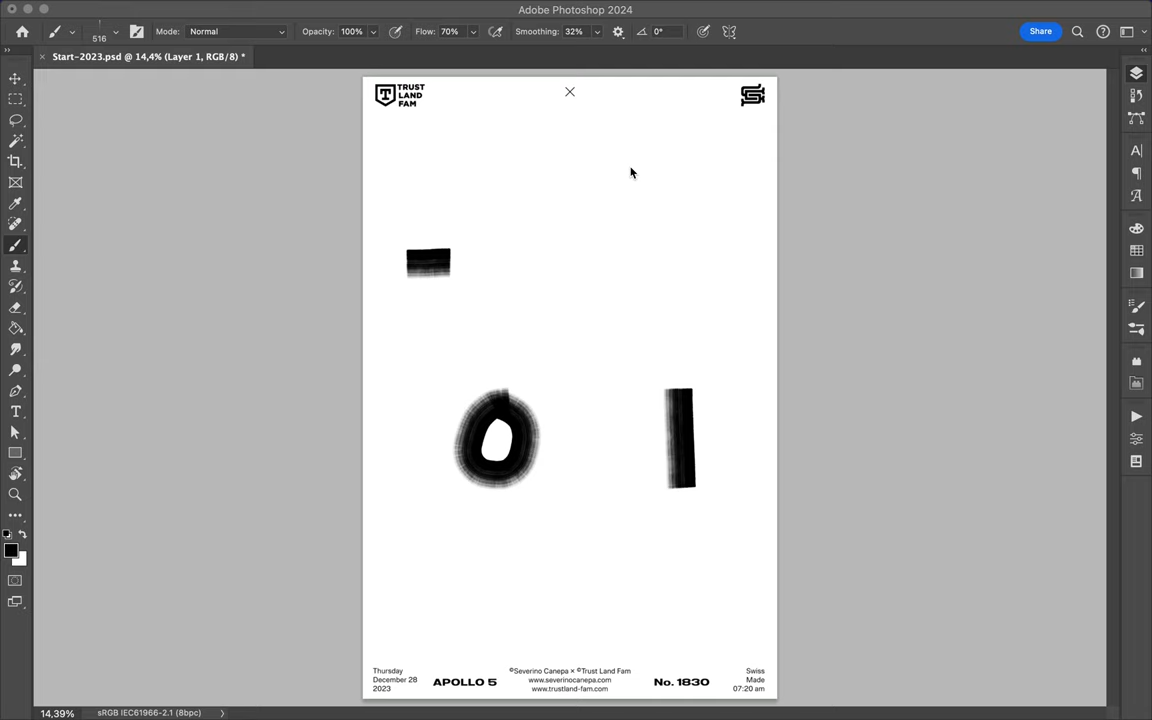 Adobe Photoshop 2024
516
Mode: Normal
Opacity: 100%
Flow: 70%
Smoothing: 32%
0°
Share
Start-2023.psd @ 14,4% (Layer 1, RGB/8) *
TRUST
LAND
FAM
Thursday
December 28
2023
APOLLO 5
©Severino Canepa × ©Trust Land Fam
www.severinocanepa.com
www.trustland-fam.com
No. 1830
Swiss
Made
07:20 am
14,39%
sRGB IEC61966-2.1 (8bpc)